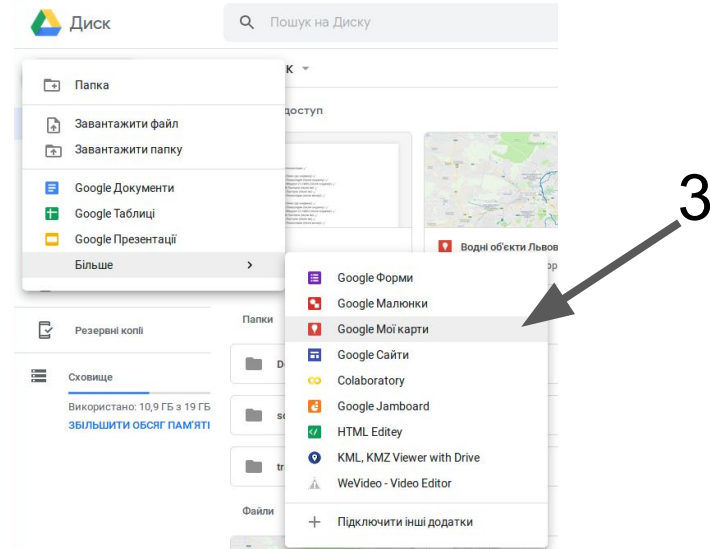 Диск
Пошук на Диску
К
доступ
Папка
Завантажити файл
Завантажити папку
Google Документи
Google Таблиці
Google Презентації
Більше
3
Водні об'єкти Львов
Google Форми
Google Малюнки
Google Мої карти
Google Сайти
Colaboratory
Google Jamboard
HTML Editey
KML, KMZ Viewer with Drive
WeVideo - Video Editor
Підключити інші додатки
Резервні копії
Папки
Сховище
Використано: 10,9 ГБ з 19 ГБ
ЗБІЛЬШИТИ ОБСЯГ ПАМ'ЯТІ
D
so
tr
Файли